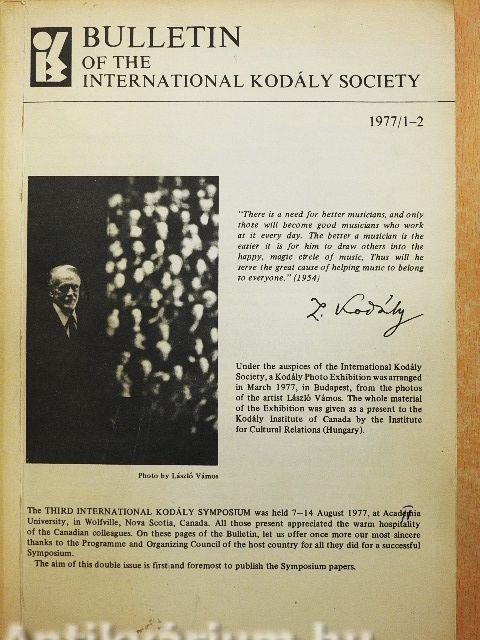 BULLETIN
OF THE
INTERNATIONAL KODÁLY SOCIETY
1977/1-2
"There is a need for better musicians, and only
those will become good musicians who work
at it every day. The better a musician is the
easier it is for him to draw others into the
happy, magic circle of music. Thus will he
serve the great cause of helping music to belong
to everyone." (1954)
Z. Kodály
Under the auspices of the International Kodály
Society, a Kodály Photo Exhibition was arranged
in March 1977, in Budapest, from the photos
of the artist László Vámos. The whole material
of the Exhibition was given as a present to the
Kodály Institute of Canada by the Institute
for Cultural Relations (Hungary).
Photo by László Vámos
The THIRD INTERNATIONAL KODÁLY SYMPOSIUM was held 7—14 August 1977, at Acadia
University, in Wolfville, Nova Scotia, Canada. All those present appreciated the warm hospitality
of the Canadian colleagues. On these pages of the Bulletin, let us offer once more our most sincere
thanks to the Programme and Organizing Council of the host country for all they did for a successful
Symposium.
The aim of this double issue is first and foremost to publish the Symposium papers.
Antikvárium.hu